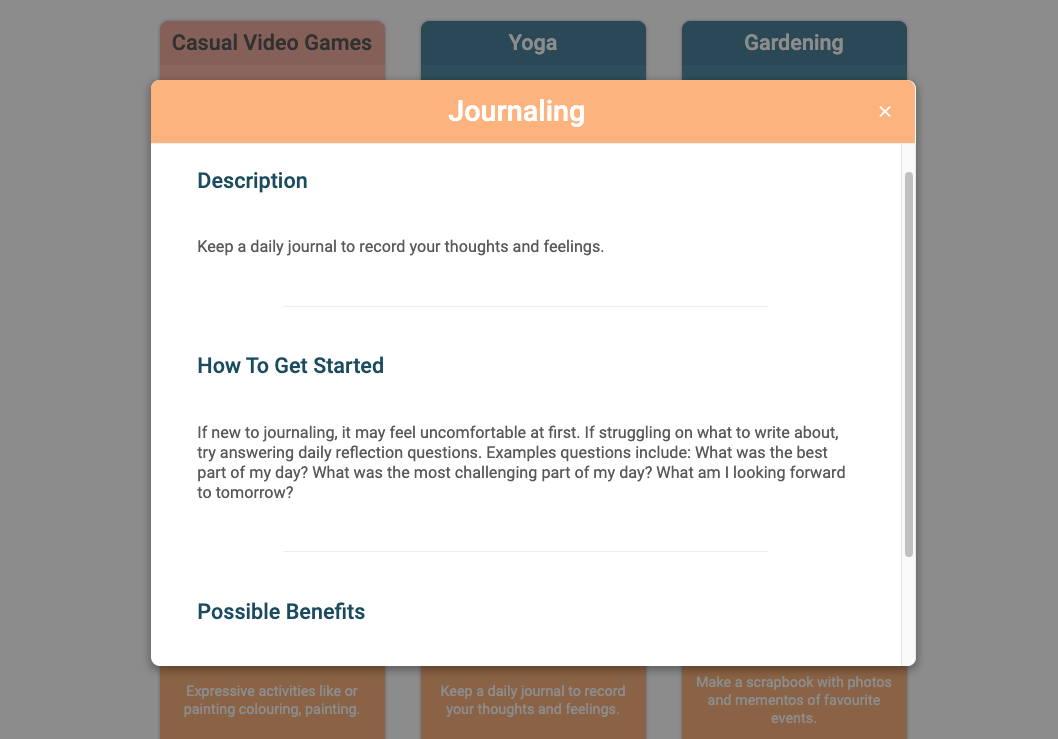 Casual Video Games
Yoga
Gardening
Journaling
×
Description
Keep a daily journal to record your thoughts and feelings.
How To Get Started
If new to journaling, it may feel uncomfortable at first. If struggling on what to write about,
try answering daily reflection questions. Examples questions include: What was the best
part of my day? What was the most challenging part of my day? What am I looking forward
to tomorrow?
Possible Benefits
Expressive activities like or
painting colouring, painting.
Keep a daily journal to record
your thoughts and feelings.
Make a scrapbook with photos
and mementos of favourite
events.